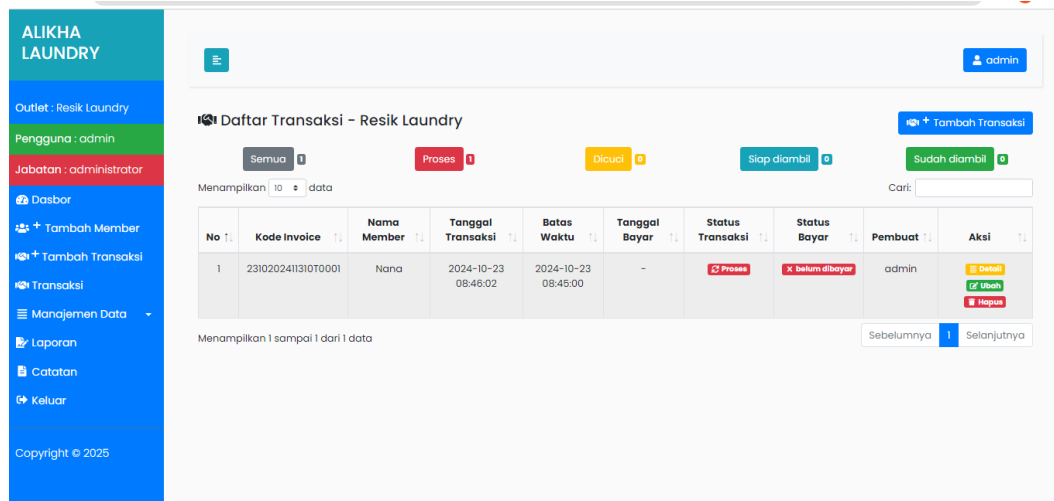 ALIKHA
LAUNDRY
admin
Outlet : Resik Laundry
Pengguna : admin
Jabatan : administrator
Dasbor
+ Tambah Member
+ Tambah Transaksi
Transaksi
Manajemen Data
Laporan
Catatan
Keluar
Copyright © 2025
Daftar Transaksi - Resik Laundry
+ Tambah Transaksi
Semua 1
Proses 1
Dicuci 0
Siap diambil 0
Sudah diambil 0
Menampilkan 10 data
Cari:
No Kode Invoice Nama Member Tanggal Transaksi Batas Waktu Tanggal Bayar Status Transaksi Status Bayar Pembuat Aksi
1 2310202411310T0001 Nana 2024-10-23 08:46:02 2024-10-23 08:45:00 - Proses x belum dibayar admin Detail
Ubah
Hapus
Menampilkan 1 sampai 1 dari 1 data
Sebelumnya 1 Selanjutnya